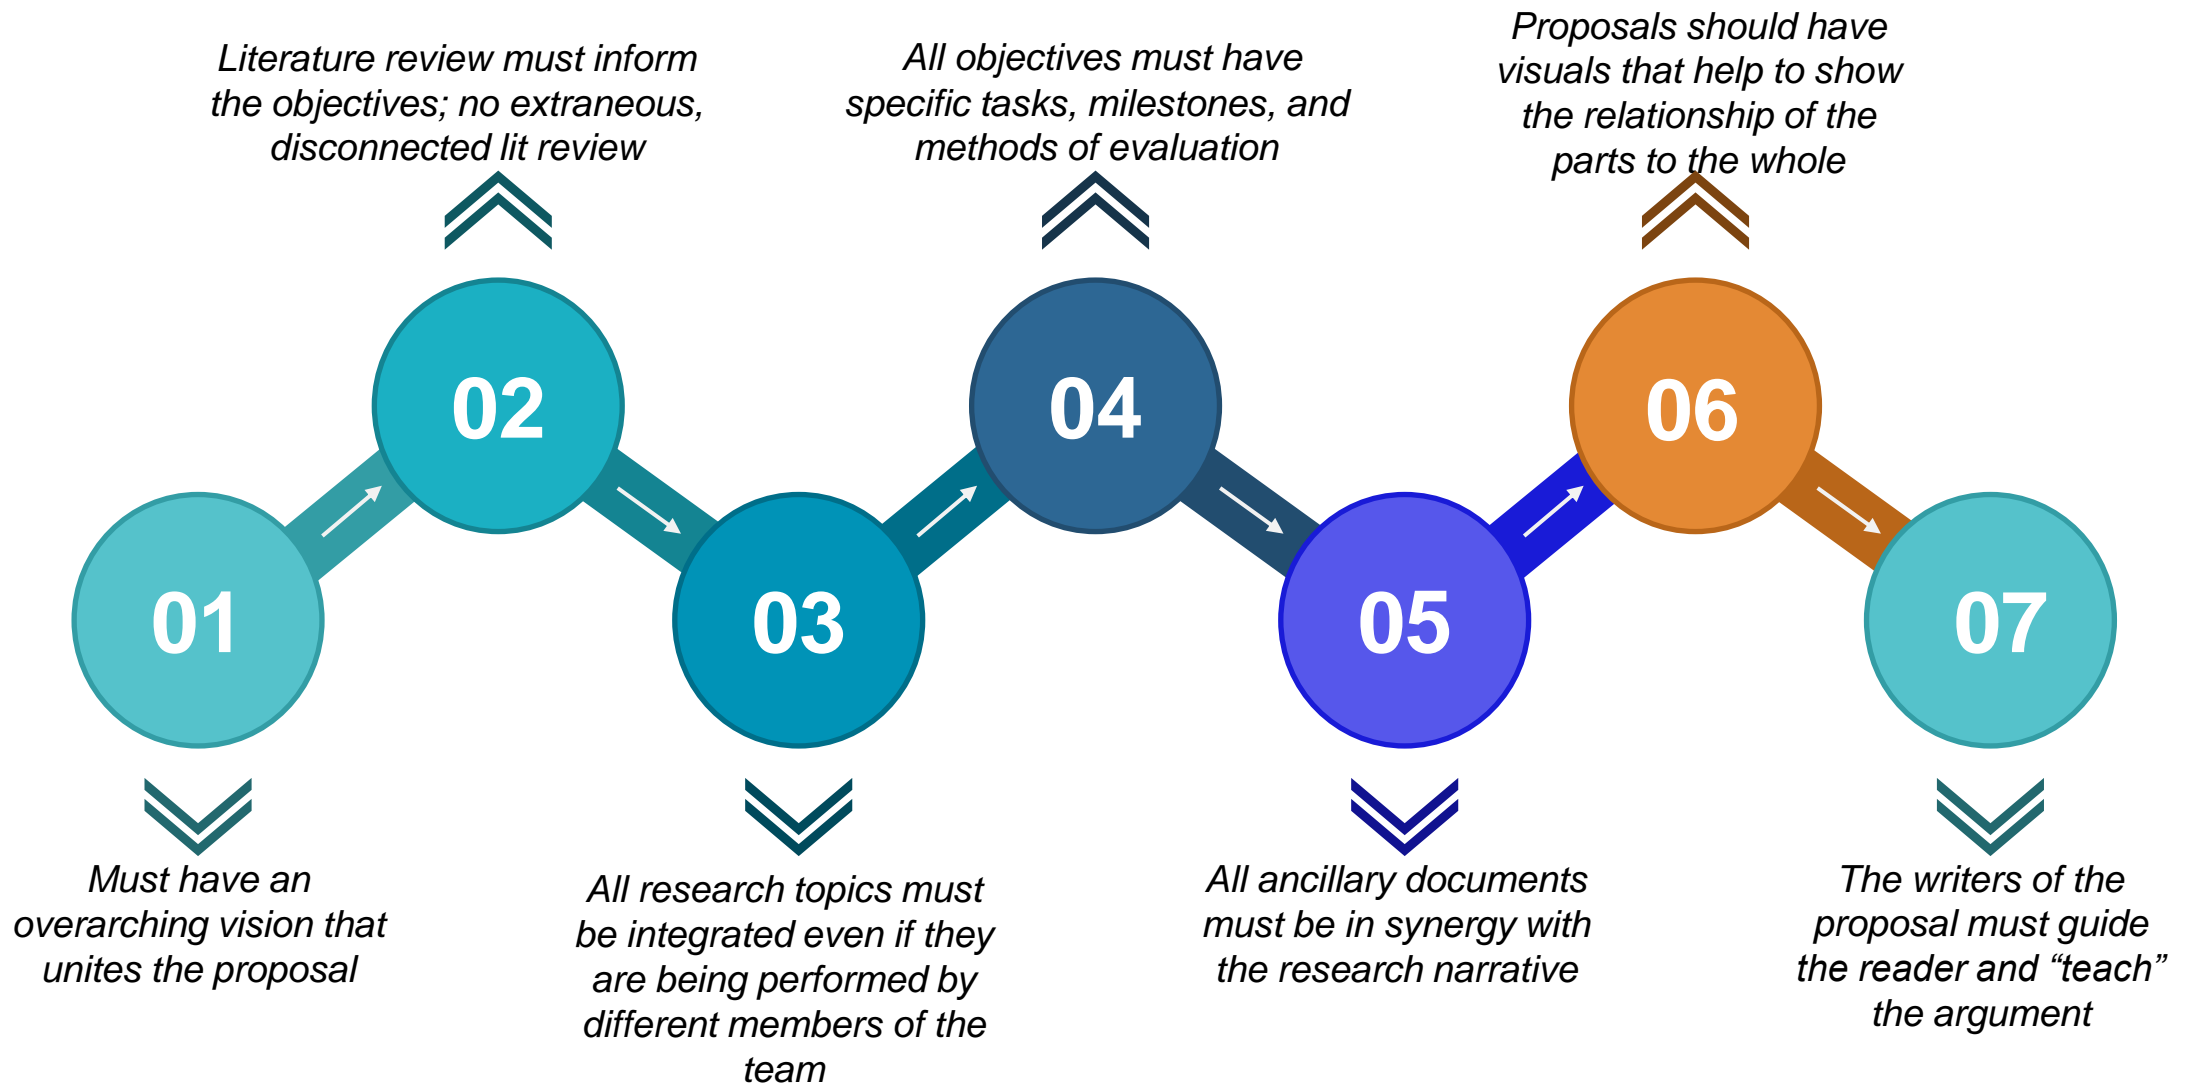 01
Must have an
overarching vision that
unites the proposal
02
Literature review must inform
the objectives; no extraneous,
disconnected lit review
03
All research topics must
be integrated even if they
are being performed by
different members of the
team
04
All objectives must have
specific tasks, milestones, and
methods of evaluation
05
All ancillary documents
must be in synergy with
the research narrative
06
Proposals should have
visuals that help to show
the relationship of the
parts to the whole
07
The writers of the
proposal must guide
the reader and “teach”
the argument